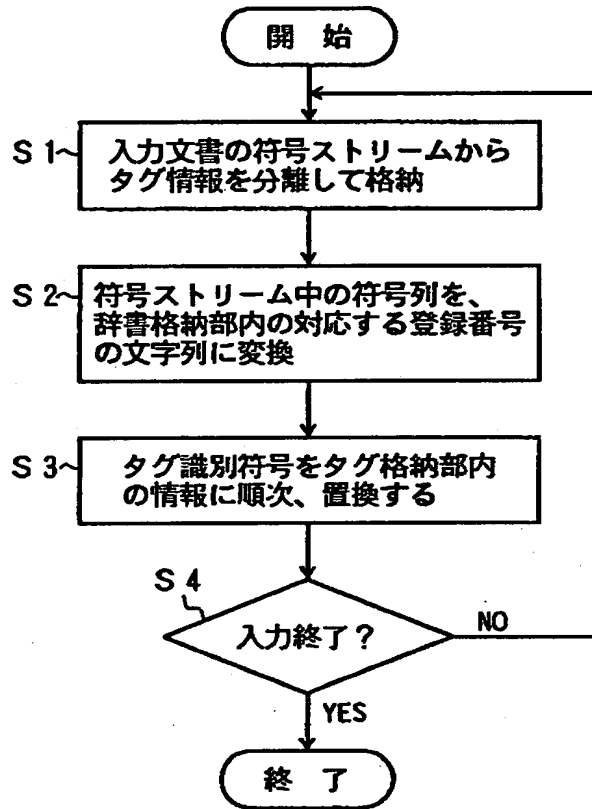 開 始
S1 入力文書の符号ストリームから
タグ情報を分離して格納
S2 符号ストリーム中の符号列を、
辞書格納部内の対応する登録番号
の文字列に変換
S3 タグ識別符号をタグ格納部内
の情報に順次、置換する
S4
入力終了?
NO
YES
終 了